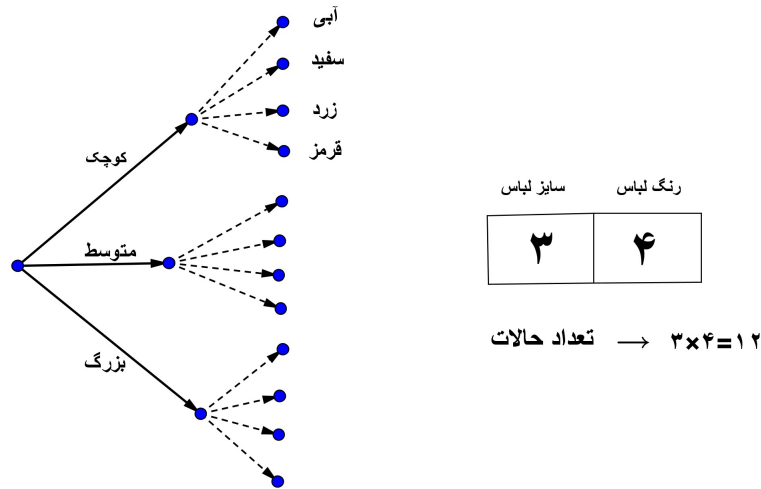 آبی
سفید
زرد
قرمز
کوچک
متوسط
بزرگ
سایز لباس
رنگ لباس
۳
۴
تعداد حالات → ۳×۴=۱۲